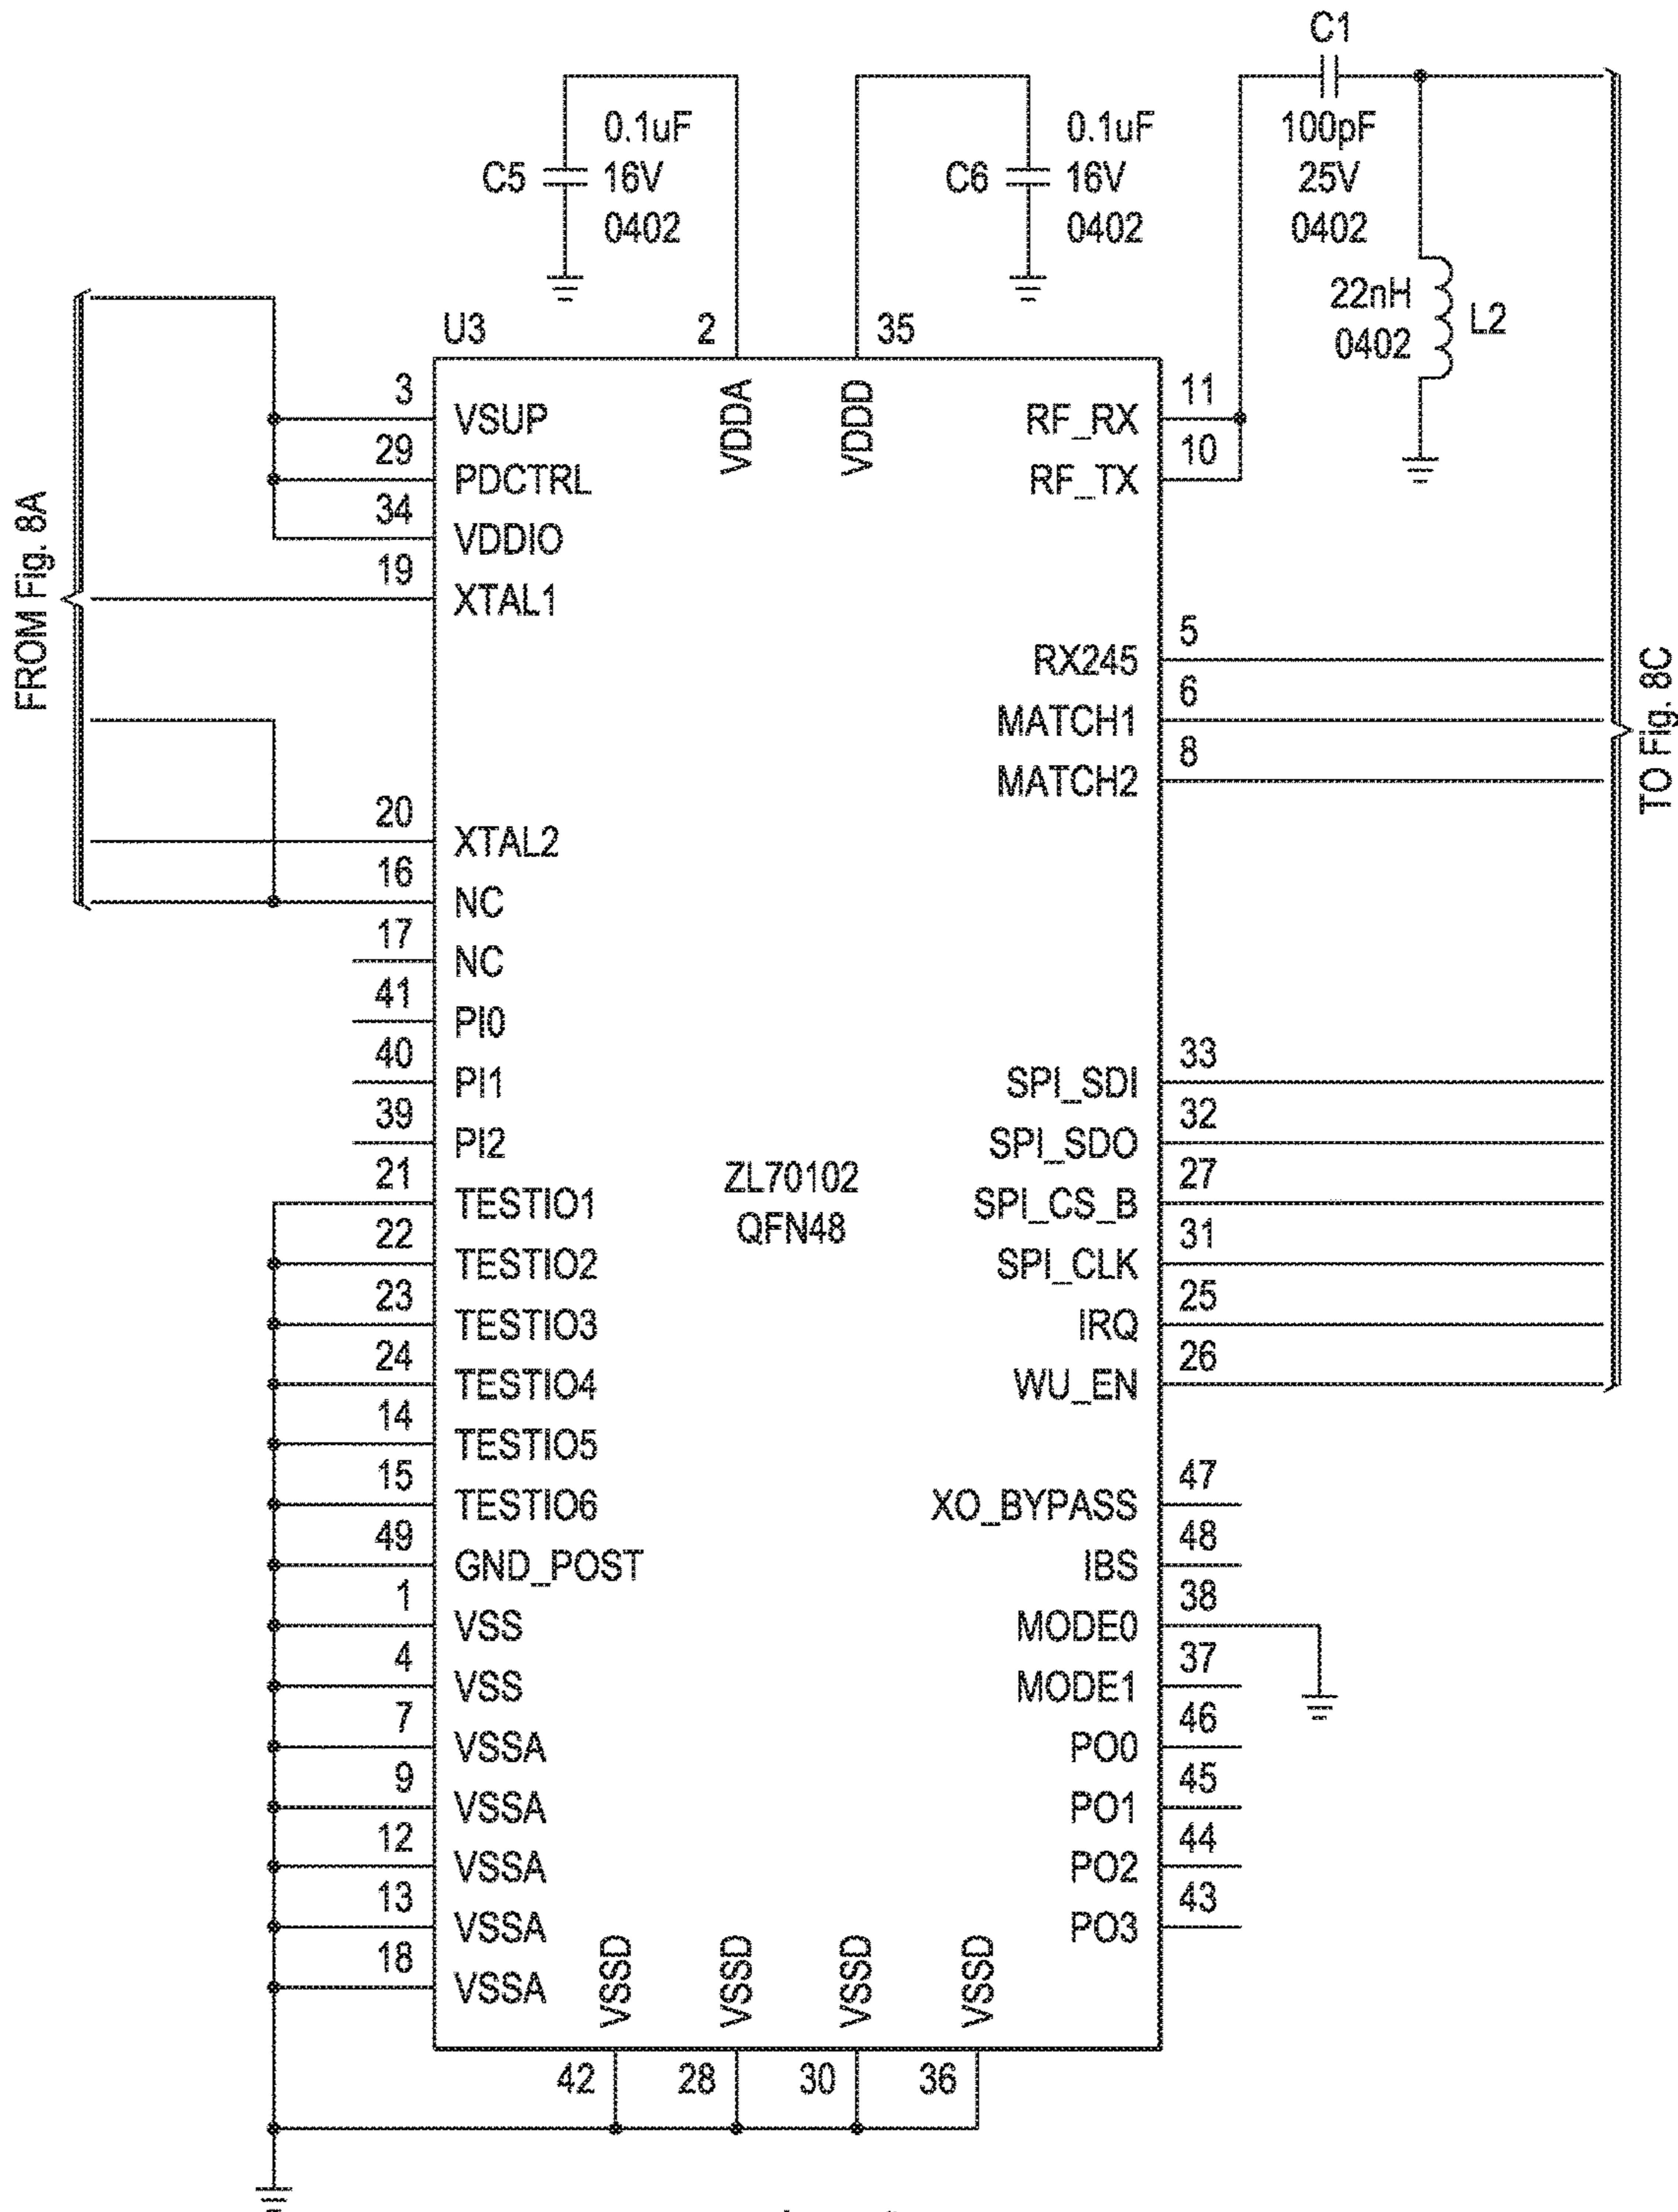 C1
0.1uF
0.1uF
100pF
C5
16V
C6
16V
25V
0402
0402
0402
22nH
0402
L2
U3
2
35
3
VSUP
29
PDCTRL
34
VDDIO
19
XTAL1
VDDA
VDDD
11
RF_RX
10
RF_TX
FROM Fig. 8A
5
RX245
6
MATCH1
8
MATCH2
TO Fig. 8C
20
XTAL2
16
NC
17
NC
41
PI0
40
PI1
39
PI2
21
TESTIO1
22
TESTIO2
23
TESTIO3
24
TESTIO4
14
TESTIO5
15
TESTIO6
49
GND_POST
1
VSS
4
VSS
7
VSSA
9
VSSA
12
VSSA
13
VSSA
18
VSSA
ZL70102
QFN48
33
SPI_SDI
32
SPI_SDO
27
SPI_CS_B
31
SPI_CLK
25
IRQ
26
WU_EN
47
XO_BYPASS
48
IBS
38
MODE0
37
MODE1
46
PO0
45
PO1
44
PO2
43
PO3
VSSD
VSSD
VSSD
VSSD
42
28
30
36